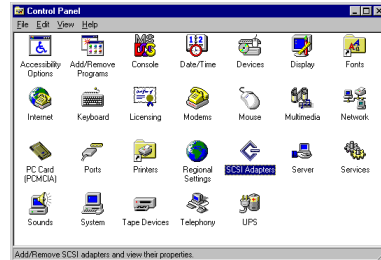 Control Panel
File Edit View Help
Accessibility Options
Add/Remove Programs
MS DOS
Console
Date/Time
Devices
Display
Fonts
Internet
Keyboard
Licensing
Modems
Mouse
Multimedia
Network
PC Card (PCMCIA)
Ports
Printers
Regional Settings
SCSI Adapters
Server
Services
Sounds
System
Tape Devices
Telephony
UPS
Add/Remove SCSI adapters and view their properties.